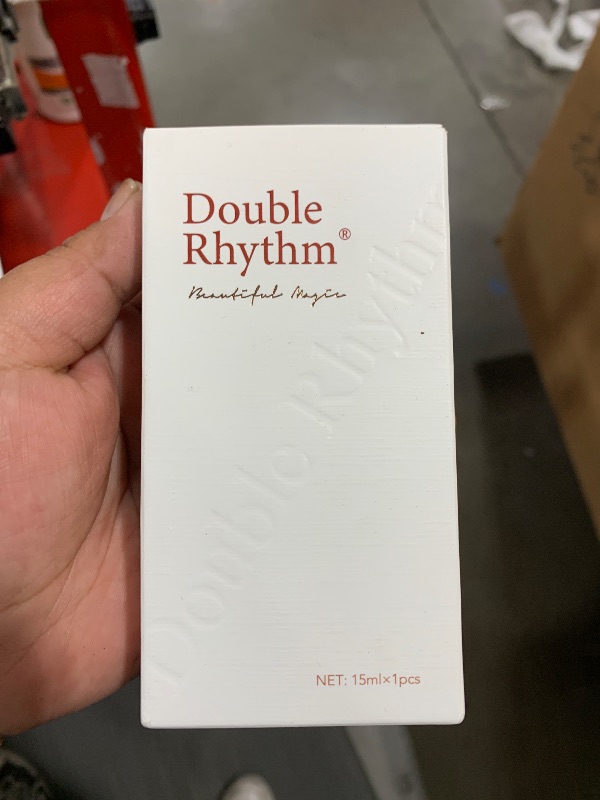 Double
Rhythm®
Beautiful Magic
Double Rhythm
NET: 15ml×1pcs